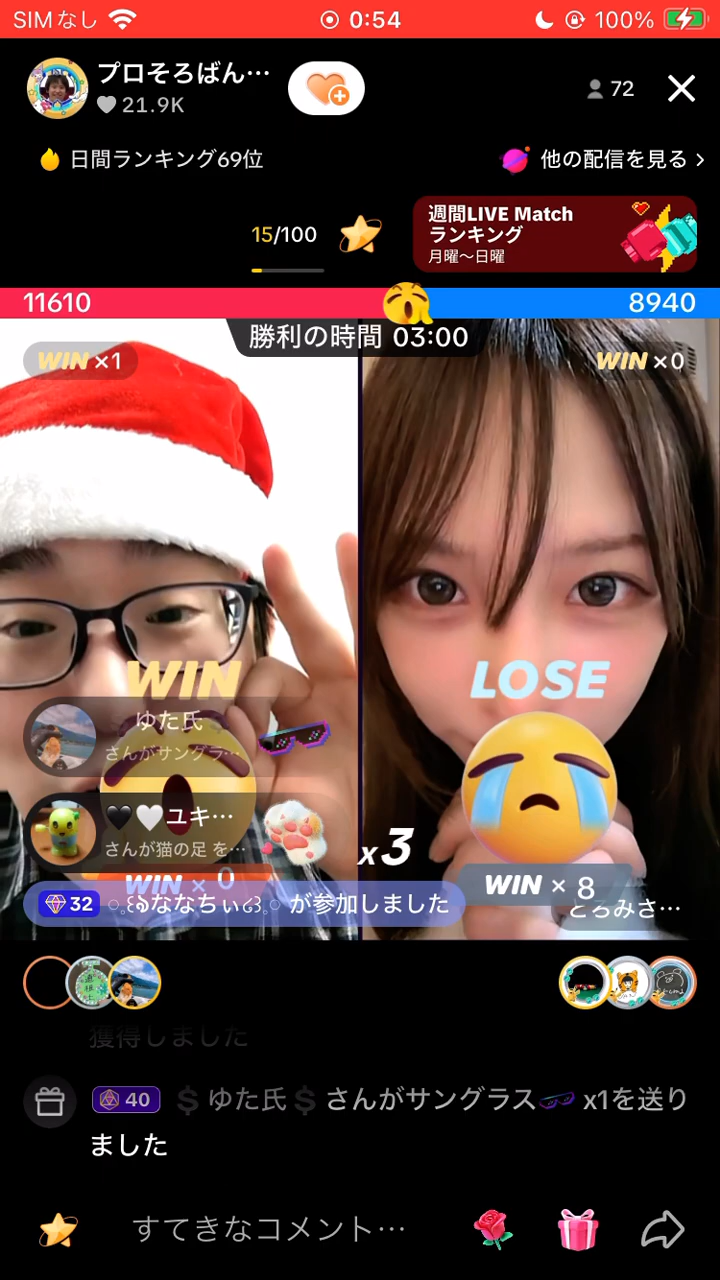 SIMなし
0:54
100%
プロそろばん…
21.9K
72
日間ランキング69位
他の配信を見る
15/100
週間LIVE Match
ランキング
月曜～日曜
11610
8940
勝利の時間 03:00
WIN ×1
WIN ×0
WIN
LOSE
ゆた氏
さんがサングラ…
🖤🤍ユキ…
さんが猫の足 を…
x3
WIN × 0
WIN × 8
32
ななちぃ が参加しました
とろみさ…
獲得しました
40 💲ゆた氏💲さんがサングラス🕶️ x1を送り
ました
すてきなコメント…